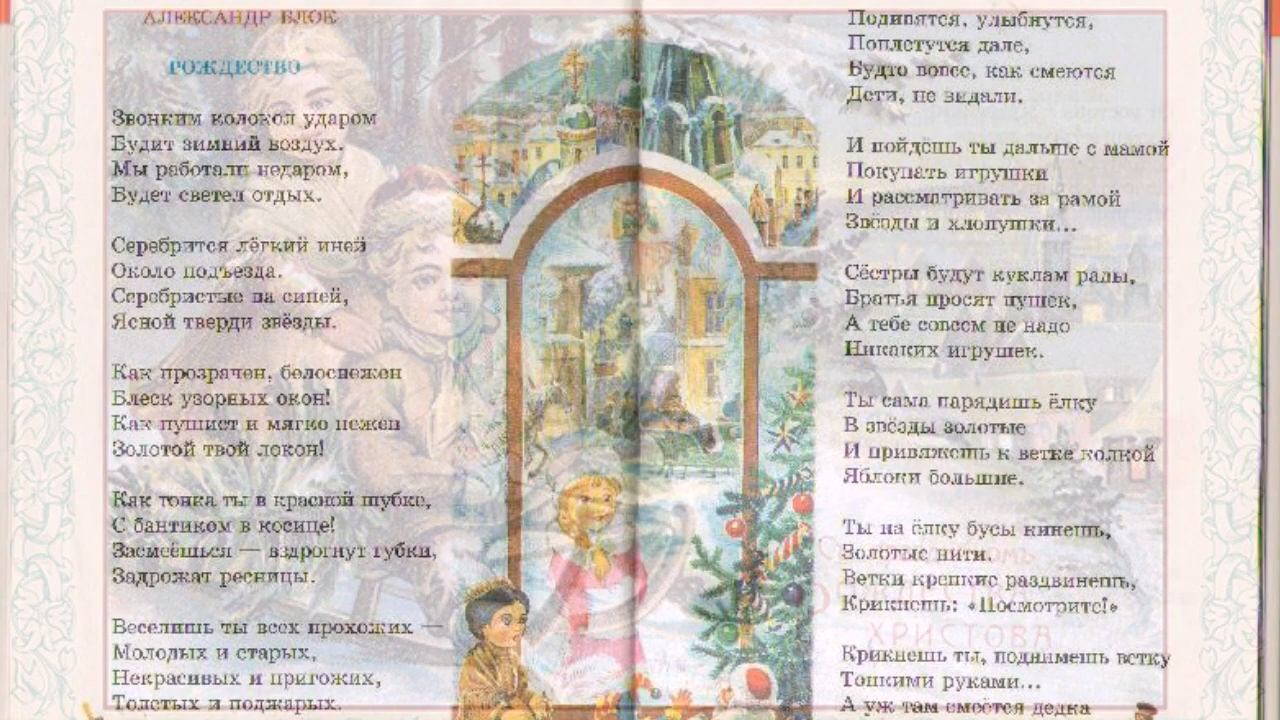 АЛЕКСАНДР БЛОК
РОЖДЕСТВО
Звонким колокол ударом
Будит зимний воздух.
Мы работали недаром,
Будет светел отдых.
Серебрится лёгкий иней
Около подъезда.
Серебристые на синей,
Ясной тверди звёзды.
Как прозрачен, белоснежен
Блеск узорных окон!
Как пушист и мягко нежен
Золотой твой локон!
Как тонка ты в красной шубке,
С бантиком в косице!
Засмеёшься — вздрогнут губки,
Задрожат ресницы.
Веселишь ты всех прохожих —
Молодых и старых,
Некрасивых и пригожих,
Толстых и поджарых.
Подивятся, улыбнутся,
Поплетутся дале,
Будто вовсе, как смеются
Дети, не видали.
И пойдёшь ты дальше с мамой
Покупать игрушки
И рассматривать за рамой
Звёзды и хлопушки...
Сёстры будут куклам рады,
Братья просят пушек,
А тебе совсем не надо
Никаких игрушек.
Ты сама нарядишь ёлку
В звёзды золотые
И привяжешь к ветке колкой
Яблоки большие.
Ты на ёлку бусы кинешь,
Золотые нити.
Ветки крепкие раздвинешь,
Крикнешь: «Посмотрите!»
Крикнешь ты, поднимешь ветку
Тонкими руками...
А уж там смеётся дедка
ХРИСТОВА